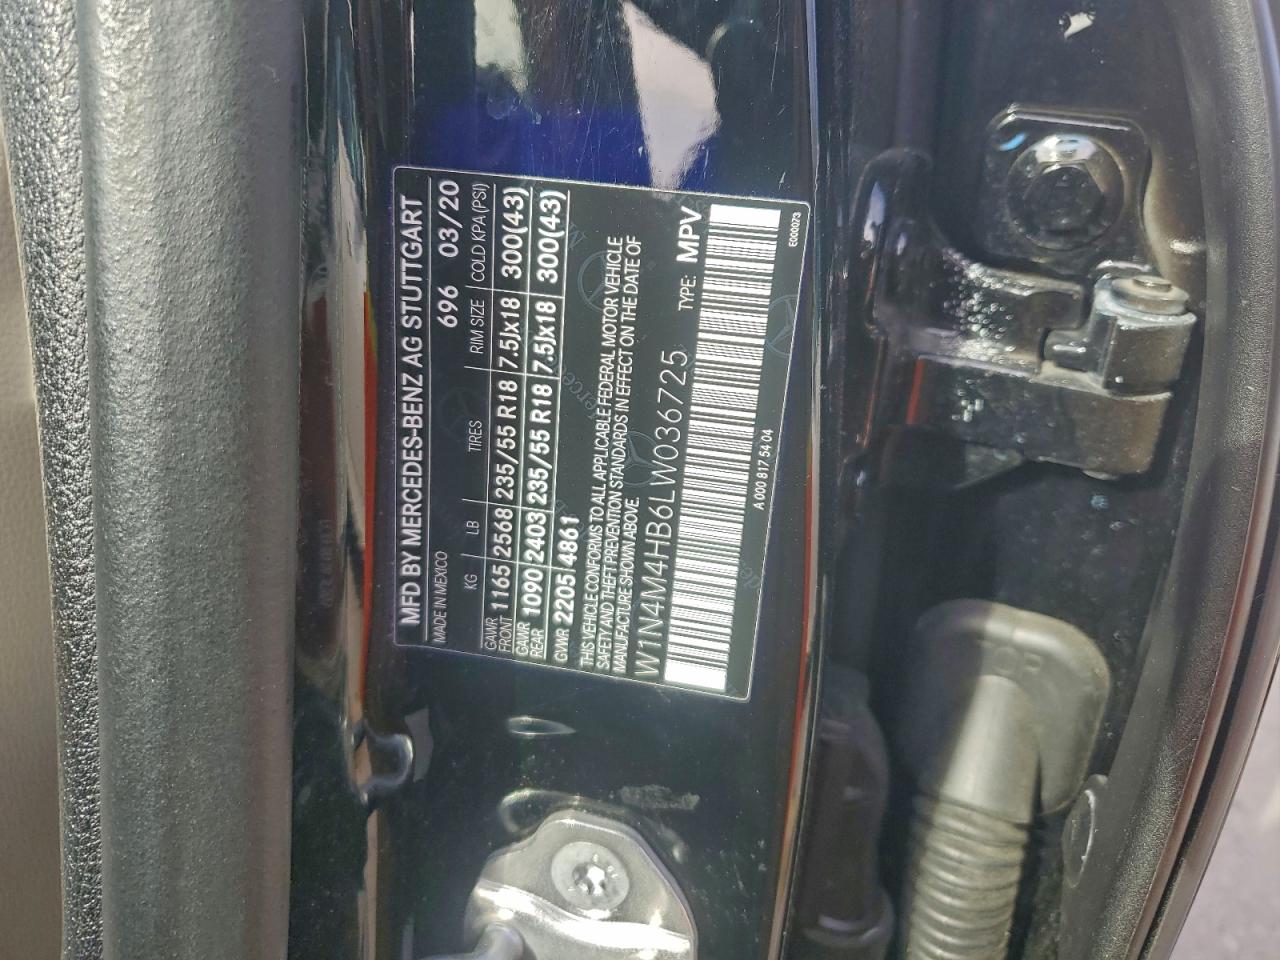 MFD BY MERCEDES-BENZ AG STUTTGART
MADE IN MEXICO 696 03/20
KG LB TIRES RIM SIZE COLD KPA (PSI)
GAWR FRONT 1165 2568 235/55 R18 7.5Jx18 300(43)
GAWR REAR 1090 2403 235/55 R18 7.5Jx18 300(43)
GVWR 2205 4861
THIS VEHICLE CONFORMS TO ALL APPLICABLE FEDERAL MOTOR VEHICLE
SAFETY AND THEFT PREVENTION STANDARDS IN EFFECT ON THE DATE OF
MANUFACTURE SHOWN ABOVE.
W1N4M4HB6LW036725 TYPE: MPV
A 000 817 54 04
E000073